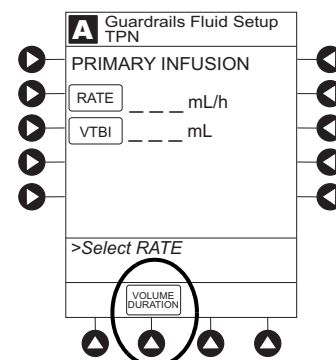 A
Guardrails Fluid Setup
TPN
PRIMARY INFUSION
RATE _ _ _ mL/h
VTBI _ _ _ mL
>Select RATE
VOLUME
DURATION